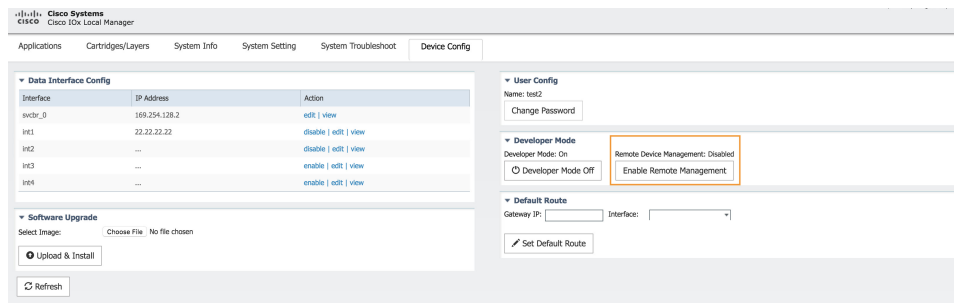 CISCO Cisco Systems
Cisco IOx Local Manager
Applications Cartridges/Layers System Info System Setting System Troubleshoot Device Config
Data Interface Config
Interface IP Address Action
svcbr_0 169.254.128.2 edit | view
int1 22.22.22.22 disable | edit | view
int2 ... disable | edit | view
int3 ... enable | edit | view
int4 ... enable | edit | view
Software Upgrade
Select Image: Choose File No file chosen
Upload & Install
Refresh
User Config
Name: test2
Change Password
Developer Mode
Developer Mode: On Remote Device Management: Disabled
Developer Mode Off Enable Remote Management
Default Route
Gateway IP: Interface:
Set Default Route